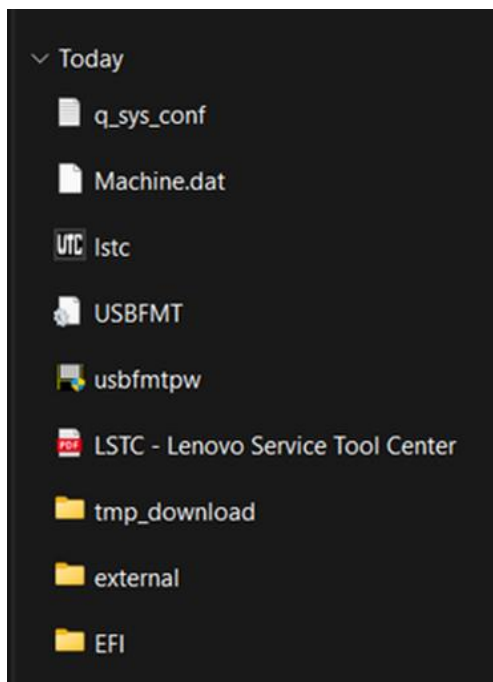 Today
q_sys_conf
Machine.dat
UTC lstc
USBFMT
usbfmtpw
PDF LSTC - Lenovo Service Tool Center
tmp_download
external
EFI